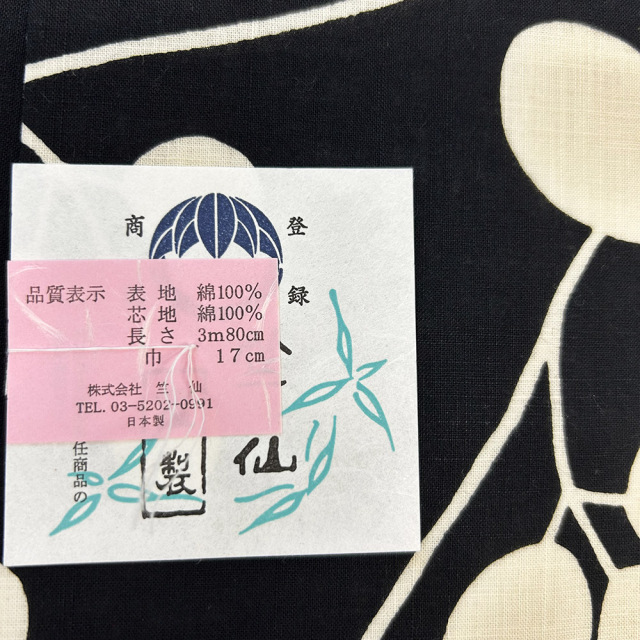 登録
商
仙
製
任商品の
品質表示 表地 綿100%
芯地 綿100%
長さ 3m80cm
巾 17cm
株式会社 竺仙
TEL. 03-5202-0991
日本製